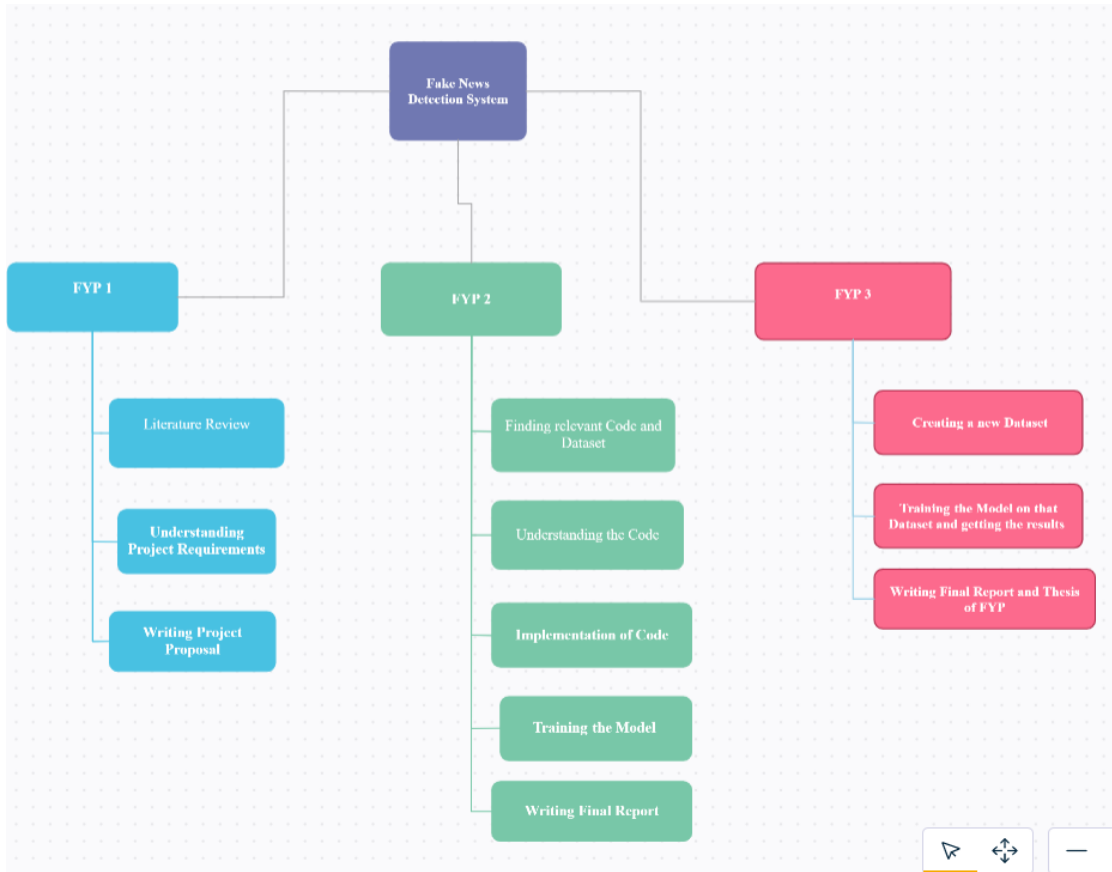 Fake News
Detection System
FYP 1
FYP 2
FYP 3
Literature Review
Understanding
Project Requirements
Writing Project
Proposal
Finding relevant Code and
Dataset
Understanding the Code
Implementation of Code
Training the Model
Writing Final Report
Creating a new Dataset
Training the Model on that
Dataset and getting the results
Writing Final Report and Thesis
of FYP